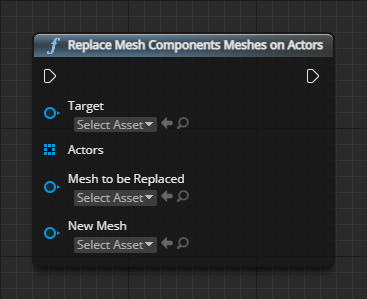 f Replace Mesh Components Meshes on Actors
Target
Select Asset
Actors
Mesh to be Replaced
Select Asset
New Mesh
Select Asset